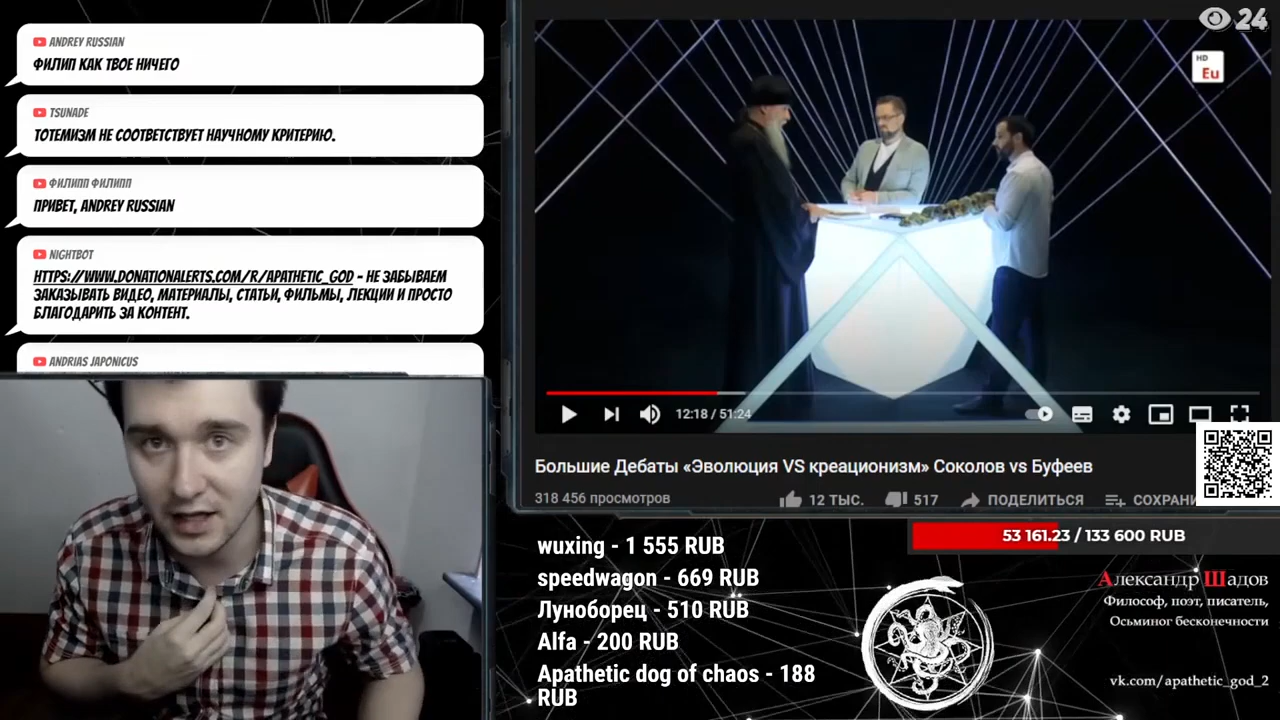 ANDREY RUSSIAN
ФИЛИП КАК ТВОЕ НИЧЕГО
TSUNADE
ТОТЕМИЗМ НЕ СООТВЕТСТВУЕТ НАУЧНОМУ КРИТЕРИЮ.
ФИЛИПП ФИЛИПП
ПРИВЕТ, ANDREY RUSSIAN
NIGHTBOT
HTTPS://WWW.DONATIONALERTS.COM/R/APATHETIC_GOD - НЕ ЗАБЫВАЕМ
ЗАКАЗЫВАТЬ ВИДЕО, МАТЕРИАЛЫ, СТАТЬИ, ФИЛЬМЫ, ЛЕКЦИИ И ПРОСТО
БЛАГОДАРИТЬ ЗА КОНТЕНТ.
ANDRIAS JAPONICUS
24
HD
Eu
12:18 / 51:24
Большие Дебаты «Эволюция VS креационизм» Соколов vs Буфеев
318 456 просмотров
12 ТЫС.
517
ПОДЕЛИТЬСЯ
СОХРАНИ
53 161.23 / 133 600 RUB
wuxing - 1 555 RUB
speedwagon - 669 RUB
Луноборец - 510 RUB
Alfa - 200 RUB
Apathetic dog of chaos - 188
RUB
Александр Шадов
Философ, поэт, писатель,
Осьминог бесконечности
vk.com/apathetic_god_2